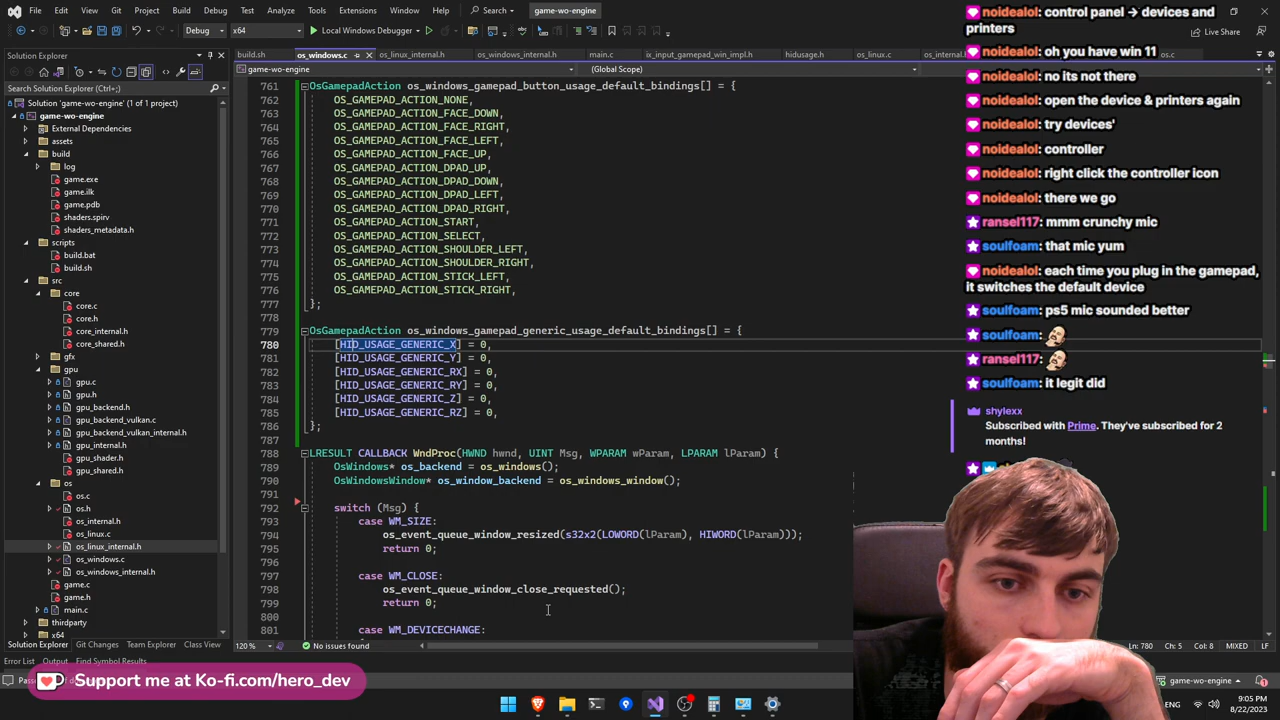 File Edit View Git Project Build Debug Test Analyze Tools Extensions Window Help Search game-wo-engine
Debug x64 Local Windows Debugger Live Share
Solution Explorer
build.sh os_windows.c os_linux_internal.h os_windows_internal.h main.c ix_input_gamepad_win_impl.h hidusage.h os_linux.c
game-wo-engine (Global Scope)
Search Solution Explorer (Ctrl+;)
Solution 'game-wo-engine' (1 of 1 project)
game-wo-engine
External Dependencies
assets
build
log
game.exe
game.ilk
game.pdb
shaders.spirv
shaders_metadata.h
scripts
build.bat
build.sh
src
core
core.c
core.h
core_internal.h
core_shared.h
gfx
gpu
gpu.c
gpu.h
gpu_backend.h
gpu_backend_vulkan.c
gpu_backend_vulkan_internal.h
gpu_internal.h
gpu_shader.h
gpu_shared.h
os
os.c
os.h
os_internal.h
os_linux.c
os_linux_internal.h
os_windows.c
os_windows_internal.h
game.c
game.h
main.c
thirdparty
x64
Solution Explorer Team Explorer Class View
761 OsGamepadAction os_windows_gamepad_button_usage_default_bindings[] = {
762 OS_GAMEPAD_ACTION_NONE,
763 OS_GAMEPAD_ACTION_FACE_DOWN,
764 OS_GAMEPAD_ACTION_FACE_RIGHT,
765 OS_GAMEPAD_ACTION_FACE_LEFT,
766 OS_GAMEPAD_ACTION_FACE_UP,
767 OS_GAMEPAD_ACTION_DPAD_UP,
768 OS_GAMEPAD_ACTION_DPAD_DOWN,
769 OS_GAMEPAD_ACTION_DPAD_LEFT,
770 OS_GAMEPAD_ACTION_DPAD_RIGHT,
771 OS_GAMEPAD_ACTION_START,
772 OS_GAMEPAD_ACTION_SELECT,
773 OS_GAMEPAD_ACTION_SHOULDER_LEFT,
774 OS_GAMEPAD_ACTION_SHOULDER_RIGHT,
775 OS_GAMEPAD_ACTION_STICK_LEFT,
776 OS_GAMEPAD_ACTION_STICK_RIGHT,
777 };
778
779 OsGamepadAction os_windows_gamepad_generic_usage_default_bindings[] = {
780 [HID_USAGE_GENERIC_X] = 0,
781 [HID_USAGE_GENERIC_Y] = 0,
782 [HID_USAGE_GENERIC_RX] = 0,
783 [HID_USAGE_GENERIC_RY] = 0,
784 [HID_USAGE_GENERIC_Z] = 0,
785 [HID_USAGE_GENERIC_RZ] = 0,
786 };
787
788 LRESULT CALLBACK WndProc(HWND hwnd, UINT Msg, WPARAM wParam, LPARAM lParam) {
789 OsWindows* os_backend = os_windows();
790 OsWindowsWindow* os_window_backend = os_windows_window();
791
792 switch (Msg) {
793 case WM_SIZE:
794 os_event_queue_window_resized(s32x2(LOWORD(lParam), HIWORD(lParam)));
795 return 0;
796
797 case WM_CLOSE:
798 os_event_queue_window_close_requested();
799 return 0;
800
801 case WM_DEVICECHANGE:
120 % No issues found Ln: 780 Ch: 5 Col: 8 MIXED LF
Error List Find Symbol Results
game-wo-engine
noidealol: control panel → devices and
printers
noidealol: oh you have win 11
noidealol: no its not there
noidealol: open the device & printers again
noidealol: try devices'
noidealol: controller
noidealol: right click the controller icon
noidealol: there we go
ransel117: mmm crunchy mic
soulfoam: that mic yum
noidealol: each time you plug in the gamepad,
it switches the default device
soulfoam: ps5 mic sounded better
soulfoam:
ransel117:
soulfoam: it legit did
shylexx
Subscribed with Prime. They've subscribed for 2
months!
Support me at Ko-fi.com/hero_dev
9:05 PM
8/22/2023